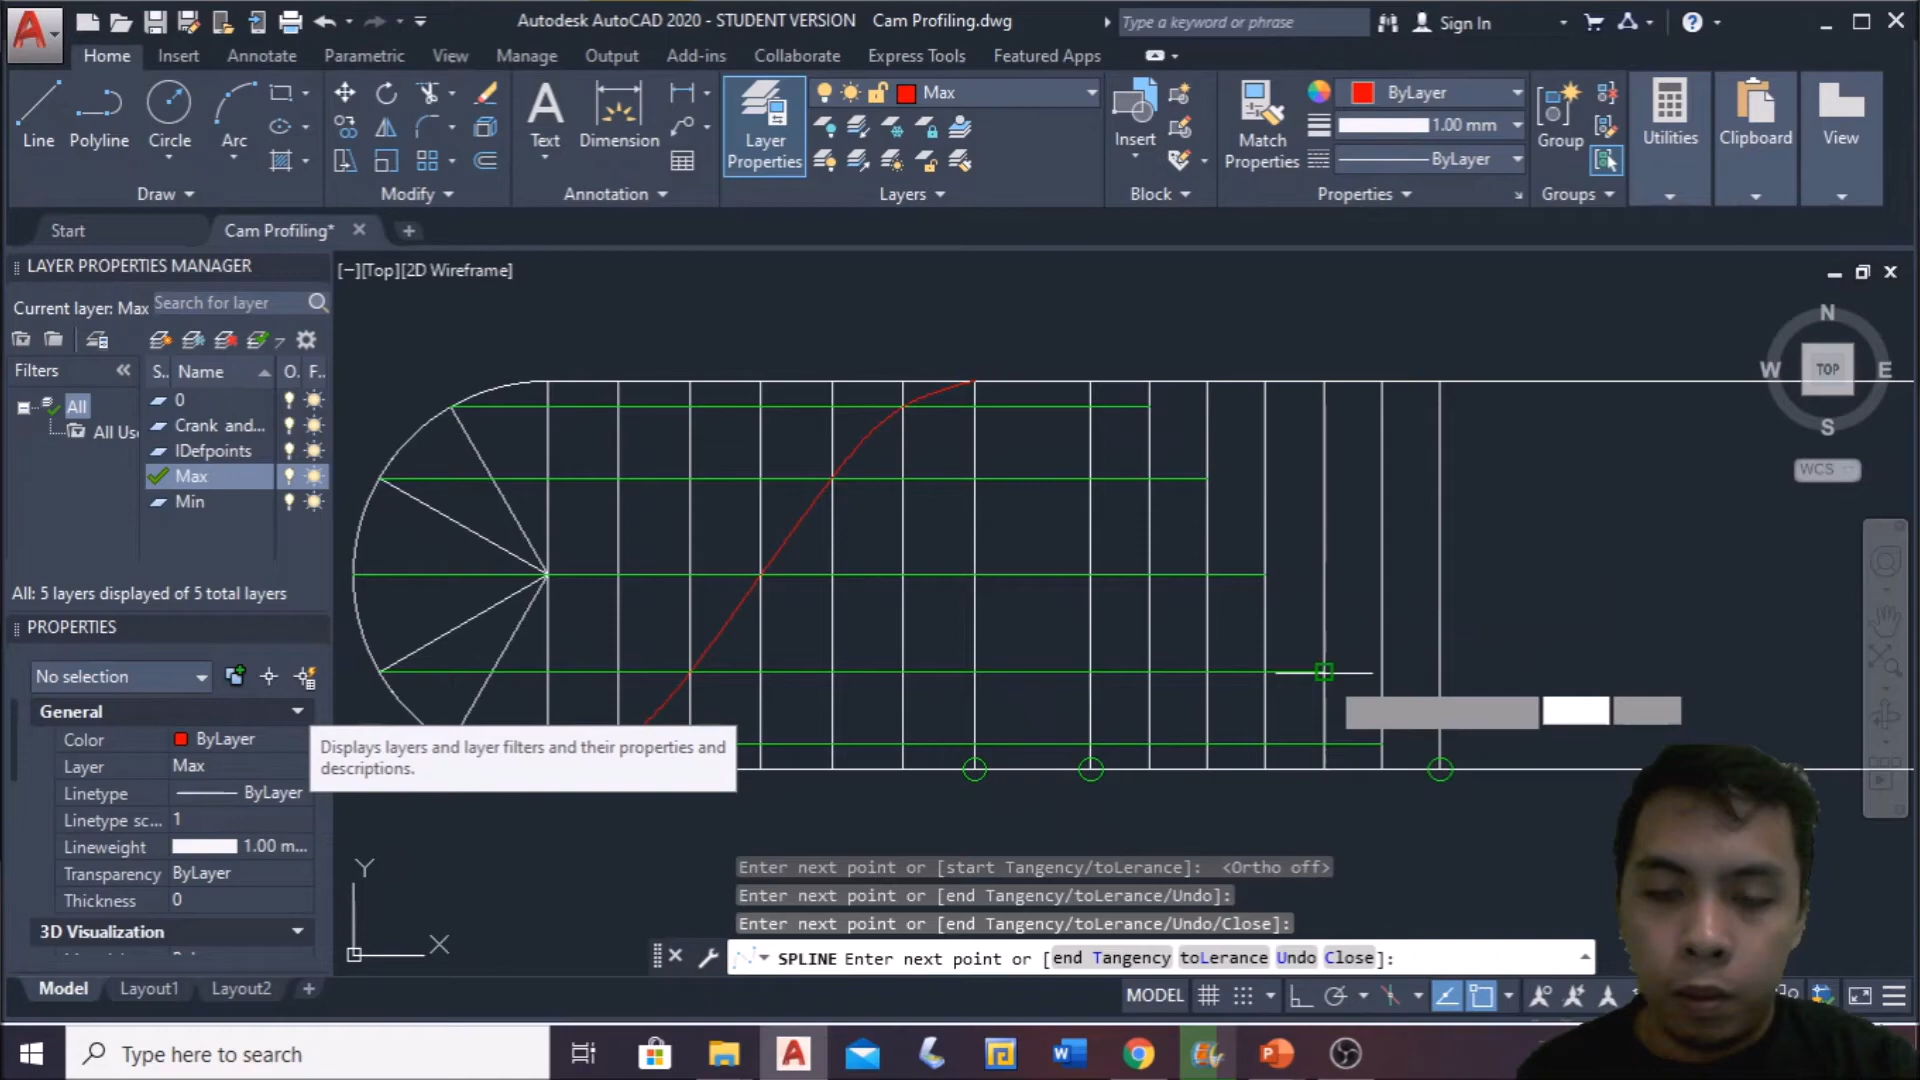 Autodesk AutoCAD 2020 - STUDENT VERSION Cam Profiling.dwg
Type a keyword or phrase
Sign In
Home Insert Annotate Parametric View Manage Output Add-ins Collaborate Express Tools Featured Apps
Max
ByLayer
1.00 mm
ByLayer
Line Polyline Circle Arc
Text Dimension
Layer Properties
Insert
Match Properties
Group
Utilities
Clipboard
View
Draw Modify Annotation Layers Block Properties Groups
Start Cam Profiling*
LAYER PROPERTIES MANAGER
[−][Top][2D Wireframe]
Current layer: Max
Search for layer
Filters
S.. Name O. F..
All
All Us
0
Crank and...
IDefpoints
Max
Min
All: 5 layers displayed of 5 total layers
N
W TOP E
S
WCS
PROPERTIES
No selection
General
Color ByLayer
Layer Max
Linetype ByLayer
Linetype sc... 1
Lineweight 1.00 m...
Transparency ByLayer
Thickness 0
3D Visualization
Displays layers and layer filters and their properties and
descriptions.
Y
X
Enter next point or [start Tangency/toLerance]: <Ortho off>
Enter next point or [end Tangency/toLerance/Undo]:
Enter next point or [end Tangency/toLerance/Undo/Close]:
SPLINE Enter next point or [end Tangency toLerance Undo Close]:
Model Layout1 Layout2
MODEL
Type here to search